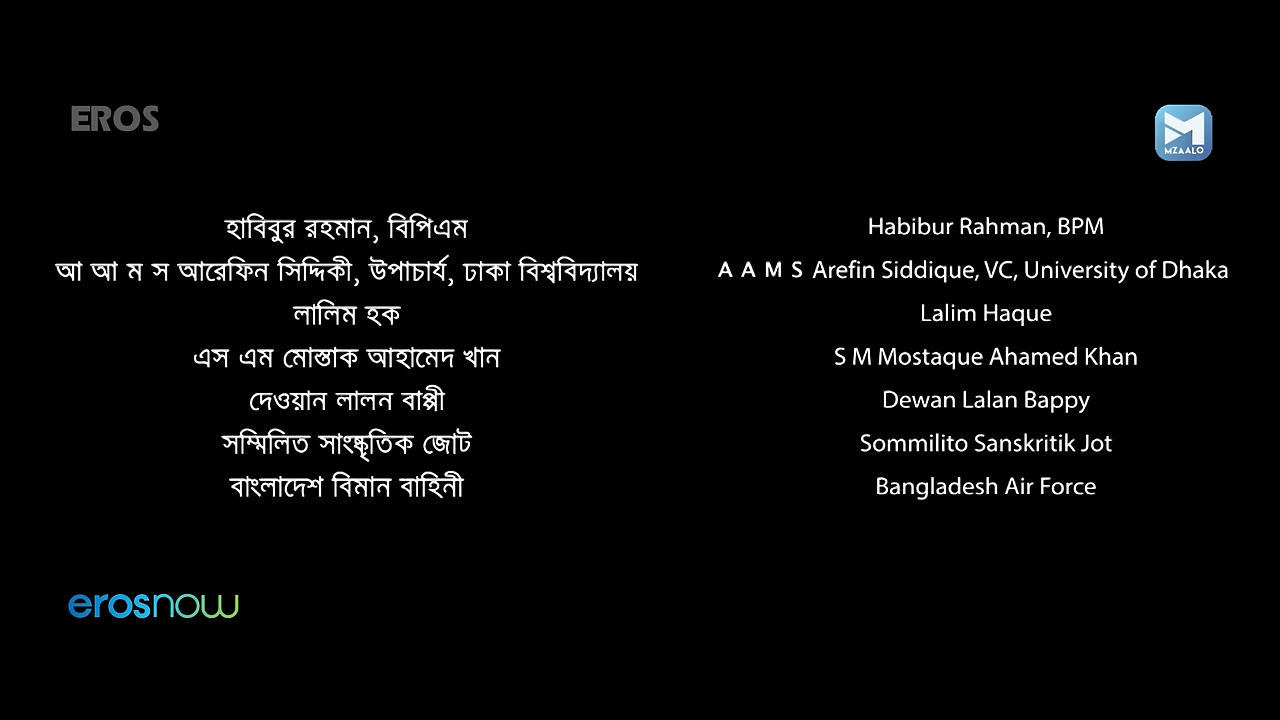 EROS
MZAALO
হাবিবুর রহমান, বিপিএম
Habibur Rahman, BPM
আ আ ম স আরেফিন সিদ্দিকী, উপাচার্য, ঢাকা বিশ্ববিদ্যালয়
A A M S Arefin Siddique, VC, University of Dhaka
লালিম হক
Lalim Haque
এস এম মোস্তাক আহামেদ খান
S M Mostaque Ahamed Khan
দেওয়ান লালন বাপ্পী
Dewan Lalan Bappy
সম্মিলিত সাংষ্কৃতিক জোট
Sommilito Sanskritik Jot
বাংলাদেশ বিমান বাহিনী
Bangladesh Air Force
erosnow